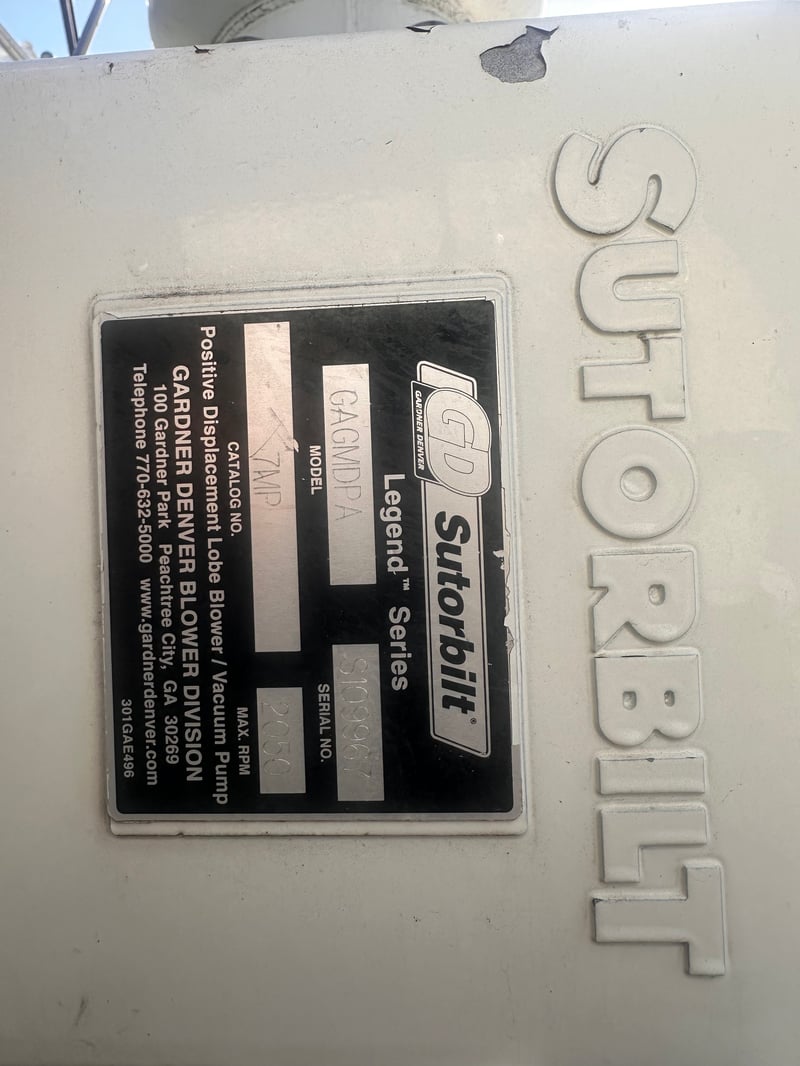 SUTORBILT
GD
GARDNER DENVER
Sutorbilt®
Legend™ Series
GAGMDPA
MODEL
SERIAL NO.
7MP
2050
CATALOG NO.
MAX. RPM
Positive Displacement Lobe Blower / Vacuum Pump
GARDNER DENVER BLOWER DIVISION
100 Gardner Park Peachtree City, GA 30269
Telephone 770-632-5000 www.gardnerdenver.com
301GAE496